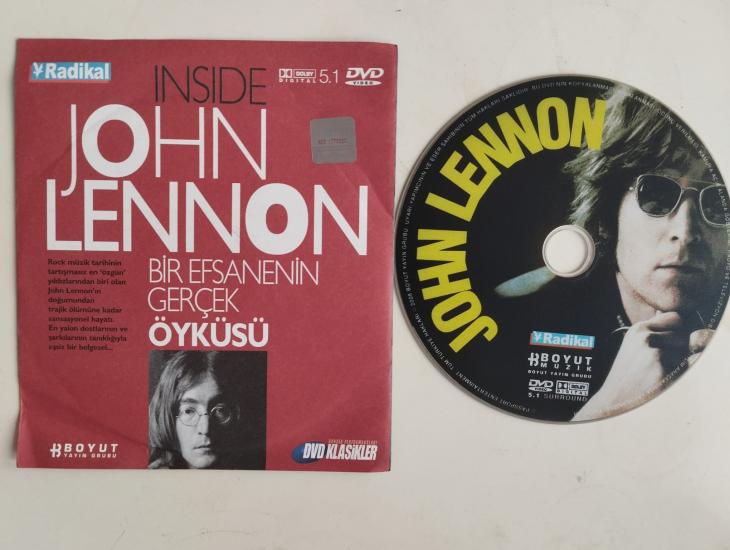 Radikal
INSIDE
DOLBY
DIGITAL 5.1
DVD
VIDEO
JOHN
LENNON
BİR EFSANENİN
GERÇEK
ÖYKÜSÜ
Rock müzik tarihinin
tartışmasız en 'özgün'
yıldızlarından biri olan
John Lennon'ın
doğumundan
trajik ölümüne kadar
sansasyonel hayatı.
En yakın dostlarının ve
şarkılarının tanıklığıyla
eşsiz bir belgesel...
BOYUT
YAYIN GRUBU
DVD KLASİKLER
JOHN LENNON
Radikal
BOYUT
MÜZİK
BOYUT YAYIN GRUBU
DVD
VIDEO
DOLBY
DIGITAL
5.1 SURROUND